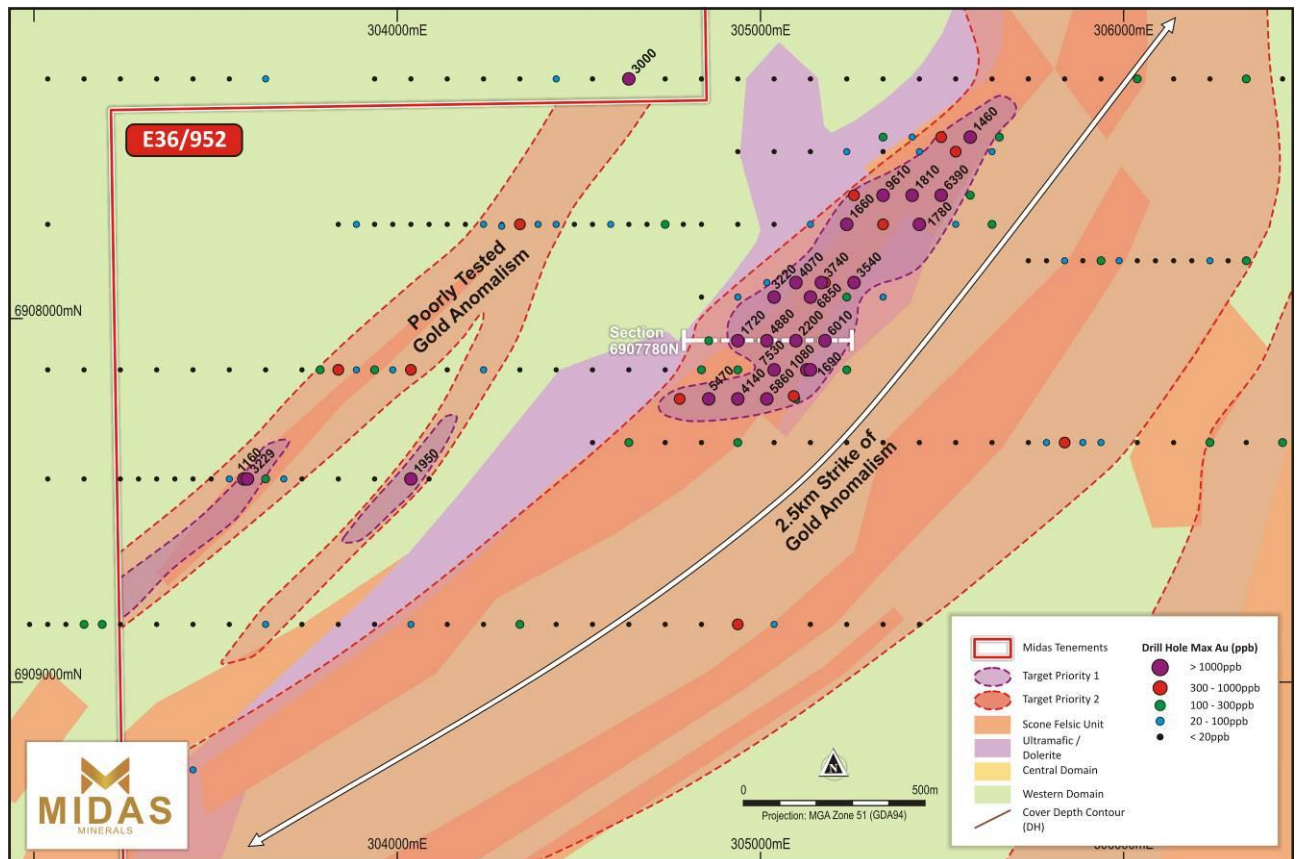 304000mE
305000mE
306000mE
3000
E36/952
1460
9610
1810
6390
1660
1780
Poorly Tested
Gold Anomalism
3220
4070
3740
3540
6850
6908000mN
Section
6907780N
1720
4880
2200
6010
7530
1080
1690
5470
4140
5860
1160
3229
1950
2.5km Strike of
Gold Anomalism
6909000mN
Midas Tenements
Target Priority 1
Target Priority 2
Scone Felsic Unit
Ultramafic /
Dolerite
Central Domain
Western Domain
Cover Depth Contour
(DH)
Drill Hole Max Au (ppb)
> 1000ppb
300 - 1000ppb
100 - 300ppb
20 - 100ppb
< 20ppb
MIDAS
MINERALS
N
0
500m
Projection: MGA Zone 51 (GDA94)
304000mE
305000mE